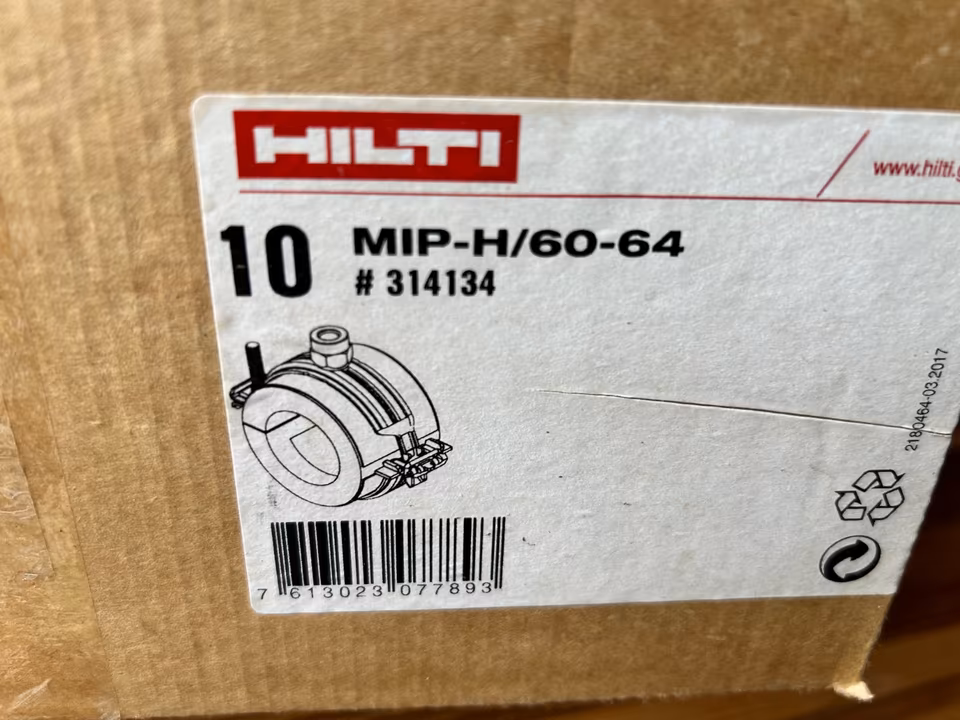 HILTI
www.hilti.
10
MIP-H/60-64
# 314134
2180464-03.2017
7 613023 077893